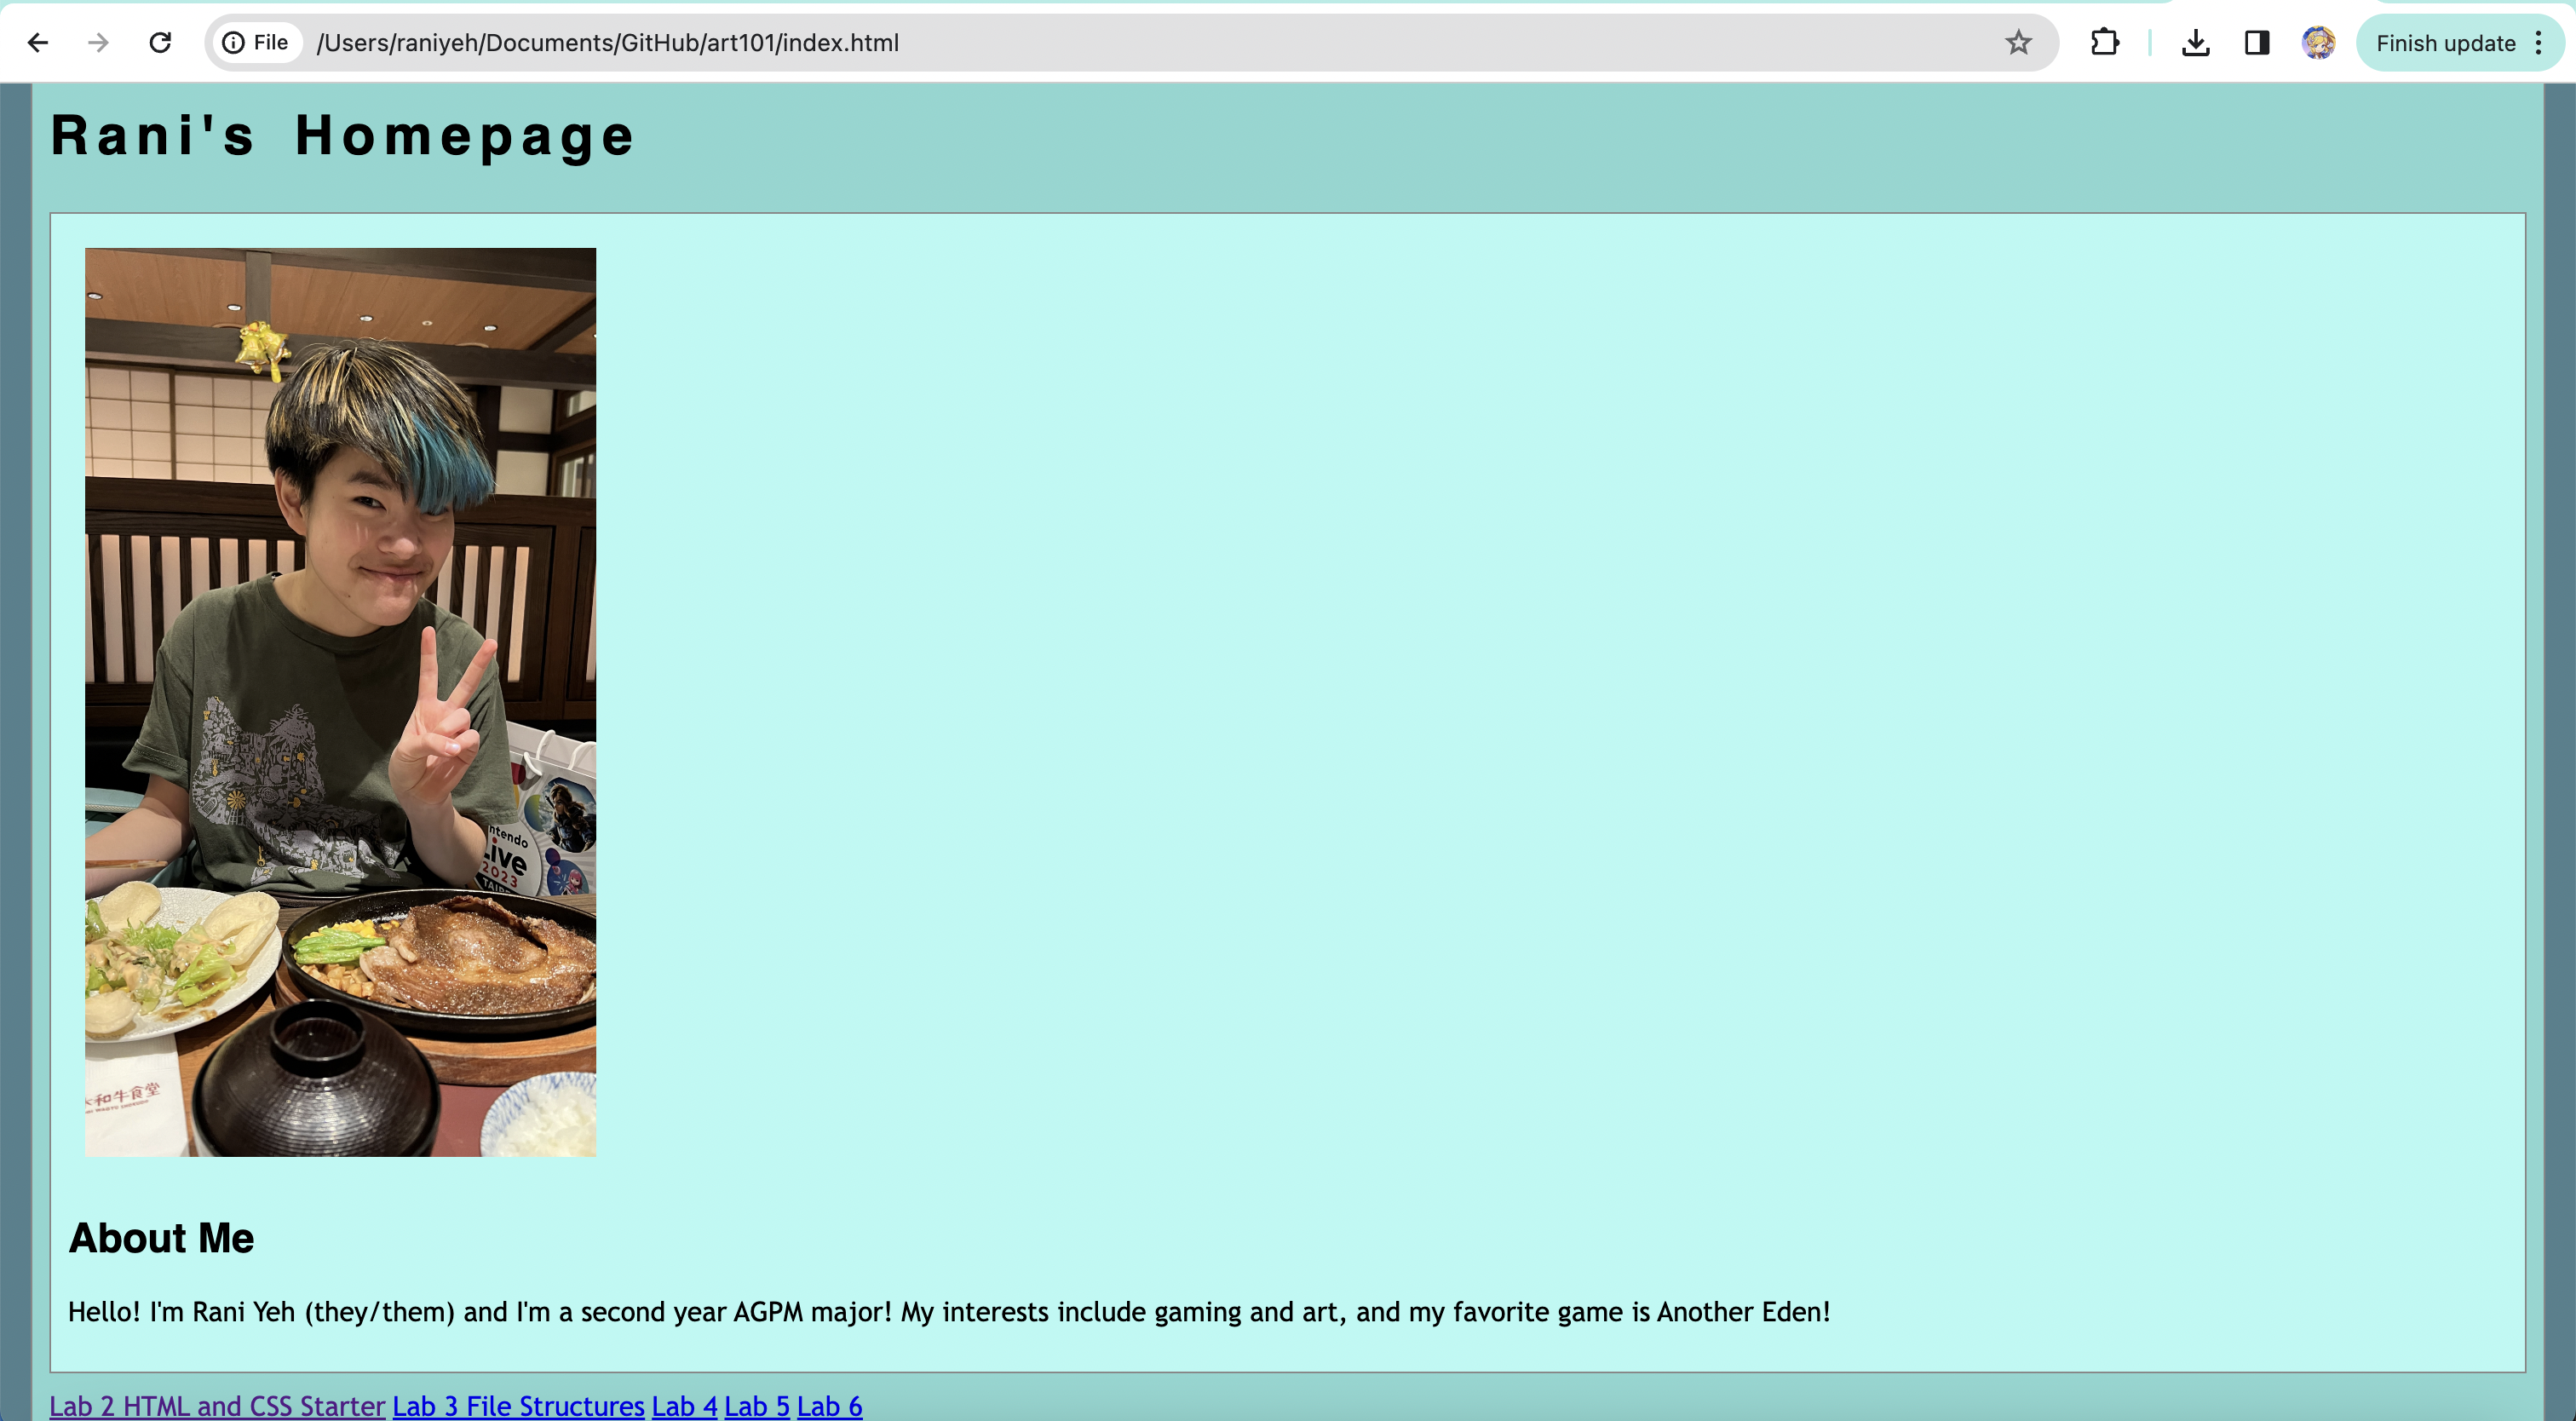 File /Users/raniyeh/Documents/GitHub/art101/index.html Finish update
Rani's Homepage
ntendo
Live
2023
和牛食堂
About Me
Hello! I'm Rani Yeh (they/them) and I'm a second year AGPM major! My interests include gaming and art, and my favorite game is Another Eden!
Lab 2 HTML and CSS Starter Lab 3 File Structures Lab 4 Lab 5 Lab 6